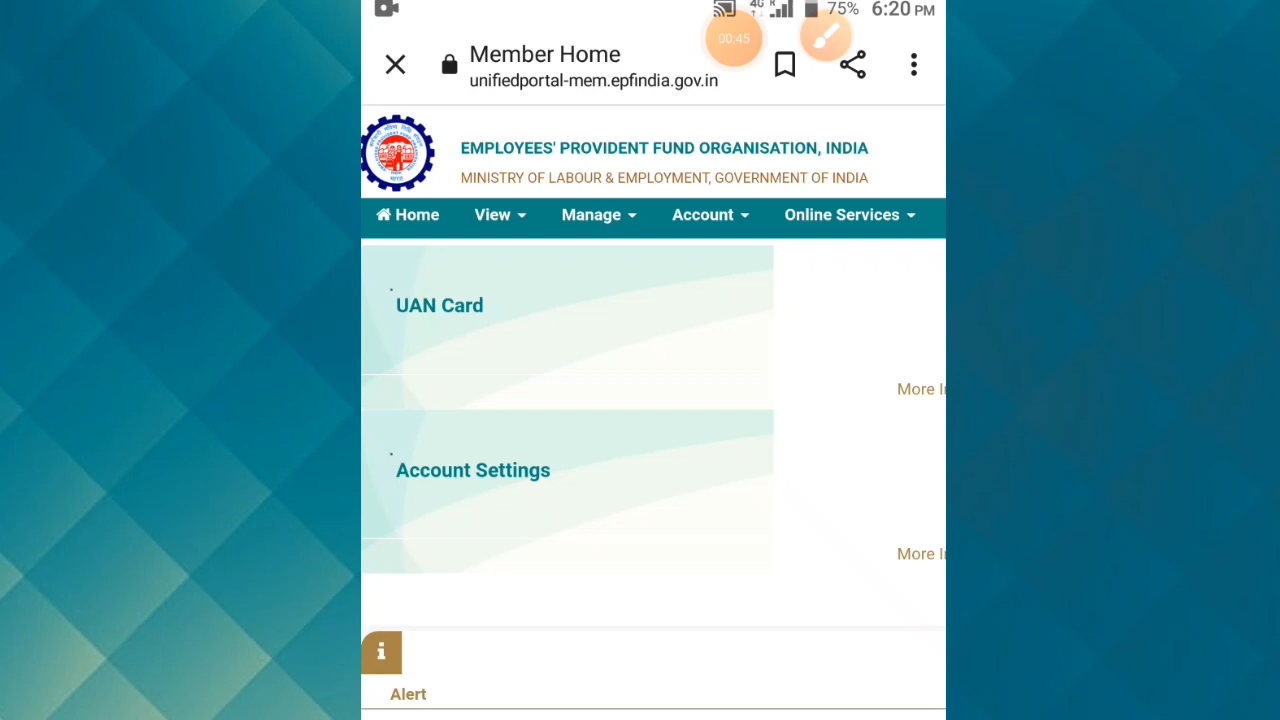 4G R 75% 6:20 PM
00:45
Member Home
unifiedportal-mem.epfindia.gov.in
EMPLOYEES' PROVIDENT FUND ORGANISATION, INDIA
MINISTRY OF LABOUR & EMPLOYMENT, GOVERNMENT OF INDIA
Home View Manage Account Online Services
UAN Card
More
Account Settings
More
Alert